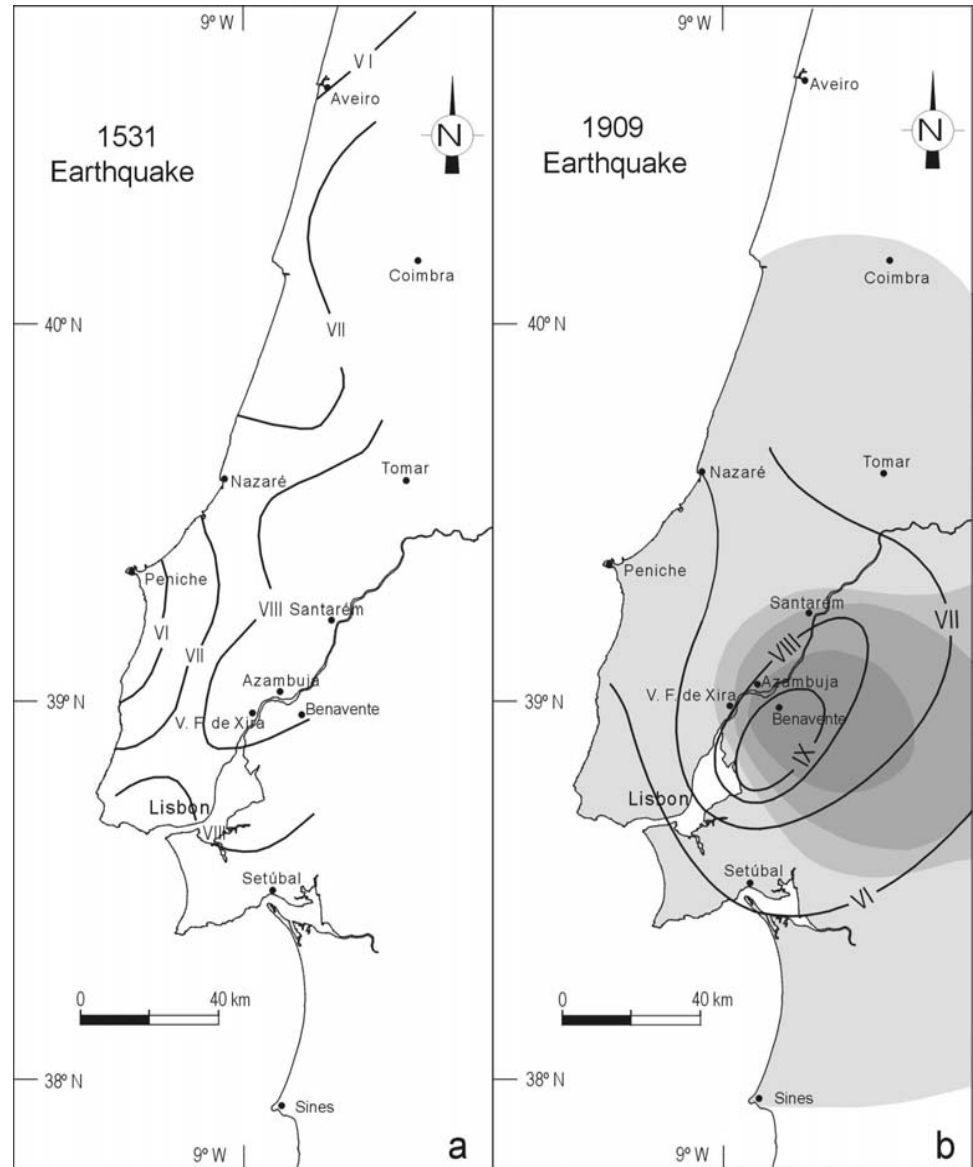 9º W
VI
Aveiro
1531
Earthquake
N
Coimbra
40º N
VII
Nazaré
Tomar
Peniche
VIII
Santarém
VI
VII
Azambuja
39º N
V. F. de Xira
Benavente
Lisbon
VIII
Setúbal
0 40 km
38º N
Sines
9º W
a
9º W
Aveiro
1909
Earthquake
N
Coimbra
40º N
Nazaré
Tomar
Peniche
Santarém
VII
VIII
Azambuja
39º N
V. F. de Xira
Benavente
IX
Lisbon
Setúbal
VI
0 40 km
38º N
Sines
9º W
b